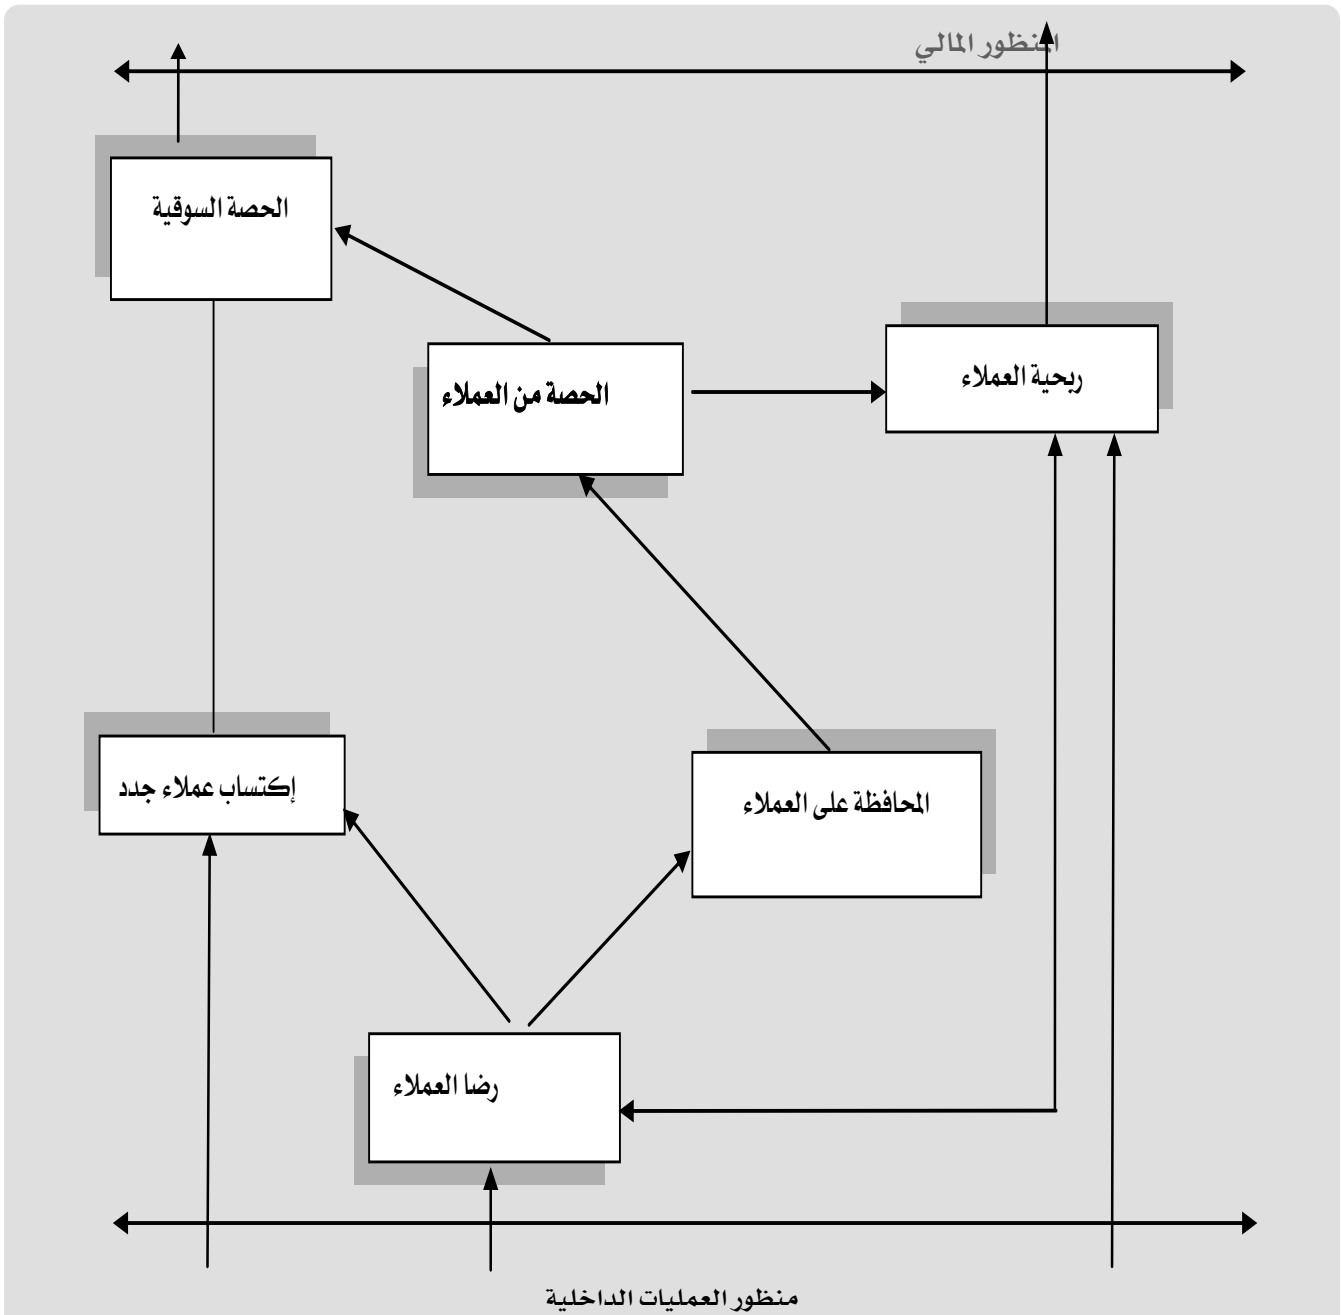 المنظور المالي
الحصة السوقية
ربحية العملاء
الحصة من العملاء
إكتساب عملاء جدد
المحافظة على العملاء
رضا العملاء
منظور العمليات الداخلية